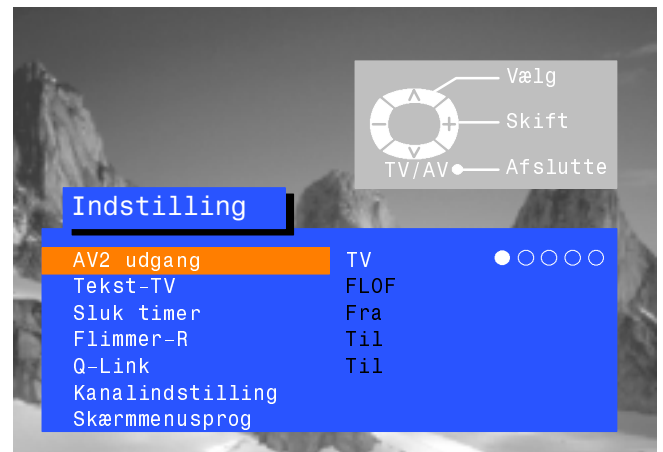 Vælg
Skift
TV/AV Afslutte
Indstilling
AV2 udgang TV
Tekst-TV FLOF
Sluk timer Fra
Flimmer-R Til
Q-Link Til
Kanalindstilling
Skærmmenusprog